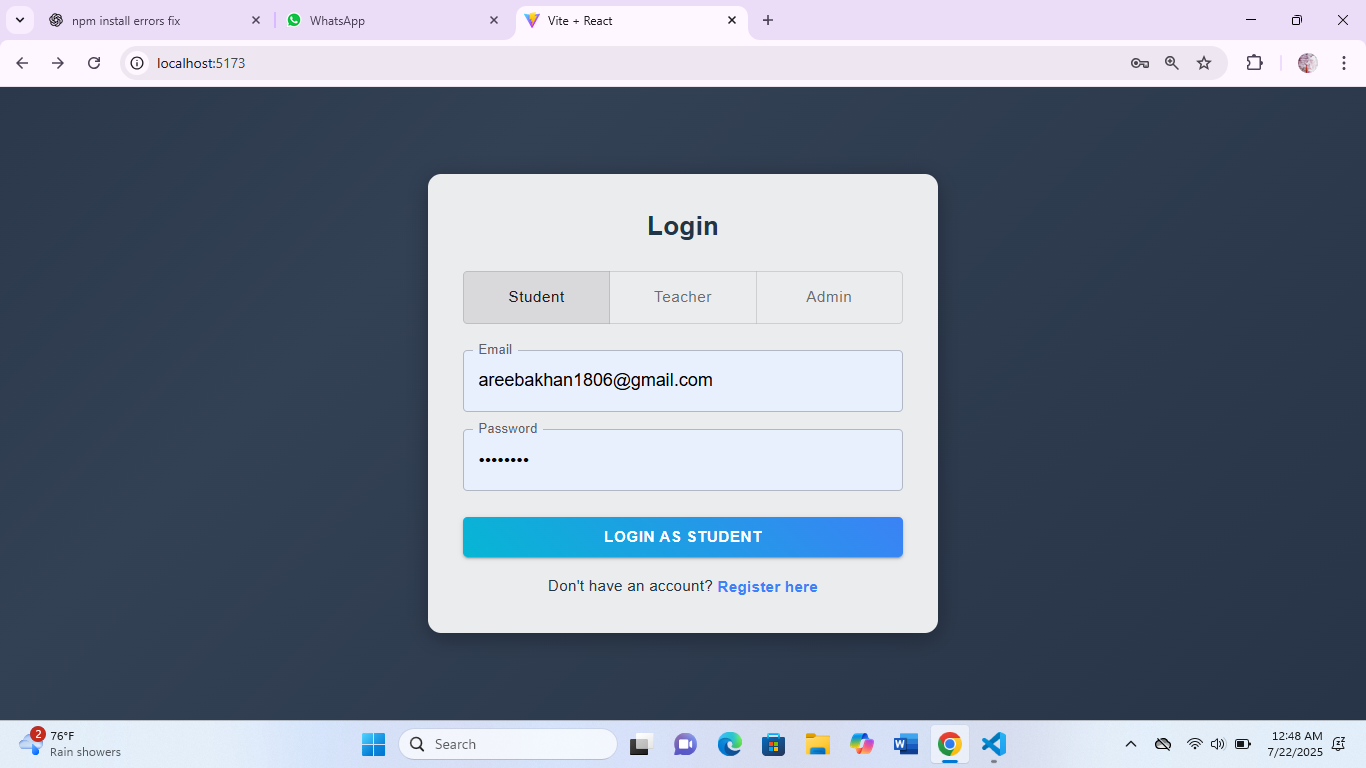 npm install errors fix
WhatsApp
Vite + React
localhost:5173
Login
Student
Teacher
Admin
Email
areebakhan1806@gmail.com
Password
••••••••
LOGIN AS STUDENT
Don't have an account? Register here
2
76°F
Rain showers
Search
W
12:48 AM
7/22/2025